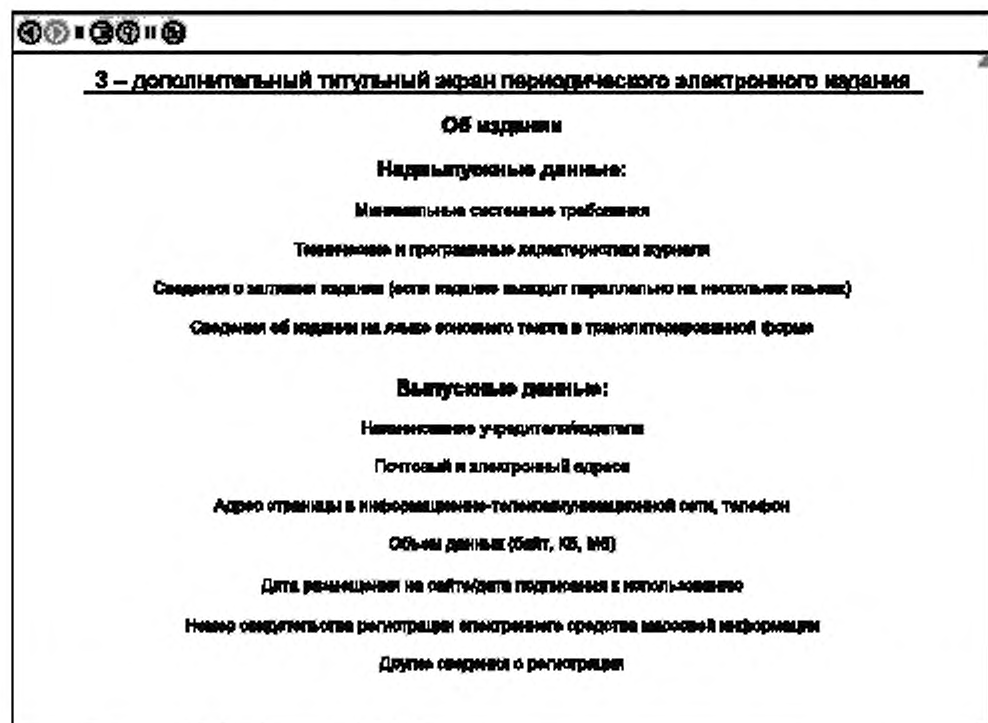 3 – дополнительный титульный экран периодического электронного издания
Об издании
Надвыпускные данные:
Минимальные системные требования
Технические и программные характеристики журнала
Сведения о заглавии издания (если издание выходит параллельно на нескольких языках)
Сведения об издании на языке основного текста в транслитерированной форме
Выпускные данные:
Наименование учредителя/издателя
Почтовый и электронный адреса
Адрес страницы в информационно-телекоммуникационной сети, телефон
Объем данных (байт, Кб, Мб)
Дата размещения на сайте/дата подписания к использованию
Номер свидетельства регистрации электронного средства массовой информации
Другие сведения о регистрации